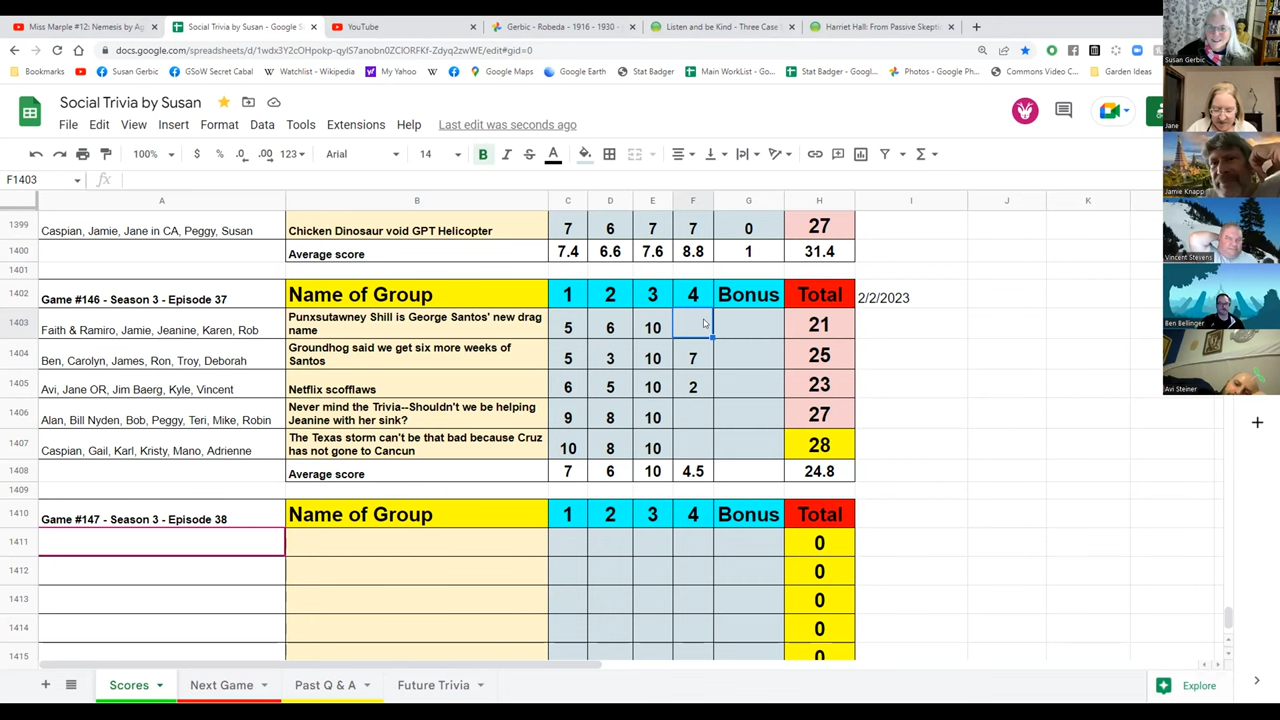 Miss Marple #12: Nemesis by Ag
Social Trivia by Susan - Google S
YouTube
Gerbic - Robeda - 1916 - 1930 -
Listen and be Kind - Three Case
Harriet Hall: From Passive Skepti
docs.google.com/spreadsheets/d/1wdx3Y2cOHpokp-qyIS7anobn0ZClORFKf-Zdyq2zwWE/edit#gid=0
Bookmarks
Susan Gerbic
GSoW Secret Cabal
Watchlist - Wikipedia
My Yahoo
Google Maps
Google Earth
Stat Badger
Main WorkList - Go...
Stat Badger - Goo...
Photos - Google Ph...
Commons Video C...
Garden Ideas
Social Trivia by Susan
File Edit View Insert Format Data Tools Extensions Help Last edit was seconds ago
100% $ % .0 .00 123 Arial 14 B I S A
F1403 fx
A B C D E F G H I J K
1399 Caspian, Jamie, Jane in CA, Peggy, Susan Chicken Dinosaur void GPT Helicopter 7 6 7 7 0 27
1400 Average score 7.4 6.6 7.6 8.8 1 31.4
1401
1402 Game #146 - Season 3 - Episode 37 Name of Group 1 2 3 4 Bonus Total 2/2/2023
1403 Faith & Ramiro, Jamie, Jeanine, Karen, Rob Punxsutawney Shill is George Santos' new drag name 5 6 10 21
1404 Ben, Carolyn, James, Ron, Troy, Deborah Groundhog said we get six more weeks of Santos 5 3 10 7 25
1405 Avi, Jane OR, Jim Baerg, Kyle, Vincent Netflix scofflaws 6 5 10 2 23
1406 Alan, Bill Nyden, Bob, Peggy, Teri, Mike, Robin Never mind the Trivia--Shouldn't we be helping Jeanine with her sink? 9 8 10 27
1407 Caspian, Gail, Karl, Kristy, Mano, Adrienne The Texas storm can't be that bad because Cruz has not gone to Cancun 10 8 10 28
1408 Average score 7 6 10 4.5 24.8
1409
1410 Game #147 - Season 3 - Episode 38 Name of Group 1 2 3 4 Bonus Total
1411 0
1412 0
1413 0
1414 0
1415 0
Scores Next Game Past Q & A Future Trivia Explore
Susan Gerbic
Jane
Jamie Knapp
Vincent Stevens
Ben Bellinger
Avi Steiner